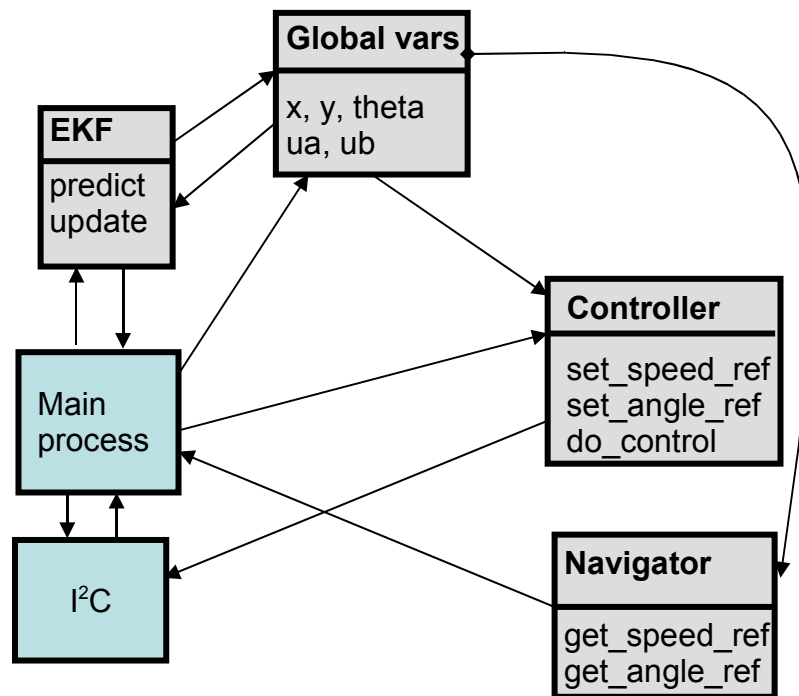 Global vars
x, y, theta
ua, ub
EKF
predict
update
Controller
set_speed_ref
set_angle_ref
do_control
Main
process
I²C
Navigator
get_speed_ref
get_angle_ref